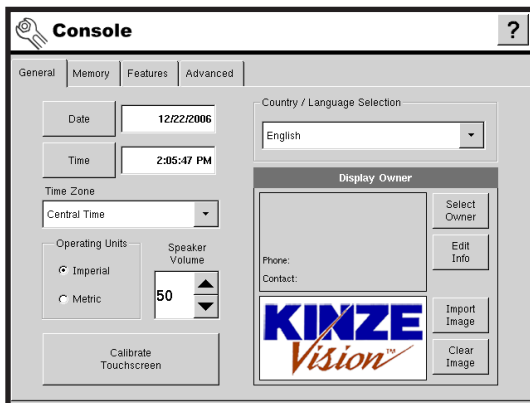 Console
?
General
Memory
Features
Advanced
Date
12/22/2006
Time
2:05:47 PM
Time Zone
Central Time
Operating Units
Imperial
Metric
Speaker
Volume
50
Calibrate
Touchscreen
Country / Language Selection
English
Display Owner
Phone:
Contact:
Select
Owner
Edit
Info
KINZE
Vision™
Import
Image
Clear
Image